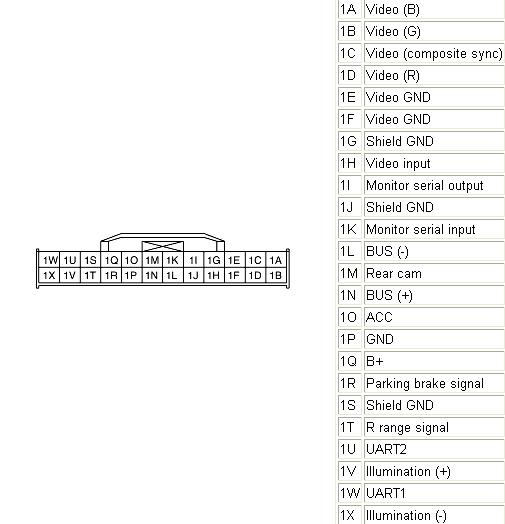 1W 1U 1S 1Q 1O 1M 1K 1I 1G 1E 1C 1A
1X 1V 1T 1R 1P 1N 1L 1J 1H 1F 1D 1B
1A Video (B)
1B Video (G)
1C Video (composite sync)
1D Video (R)
1E Video GND
1F Video GND
1G Shield GND
1H Video input
1I Monitor serial output
1J Shield GND
1K Monitor serial input
1L BUS (-)
1M Rear cam
1N BUS (+)
1O ACC
1P GND
1Q B+
1R Parking brake signal
1S Shield GND
1T R range signal
1U UART2
1V Illumination (+)
1W UART1
1X Illumination (-)